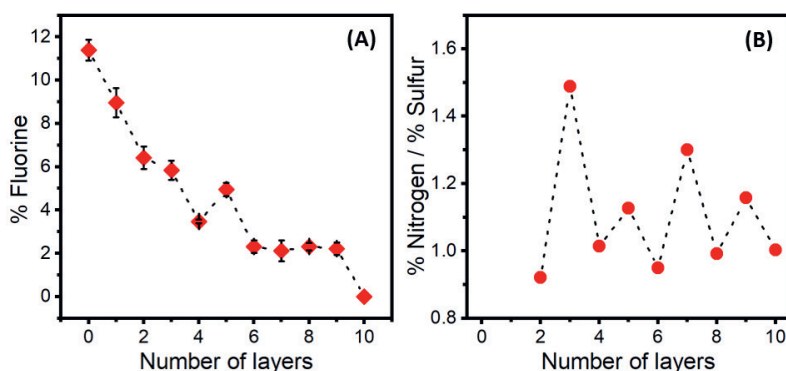 (A)
% Fluorine
12
10
8
6
4
2
0
0 2 4 6 8 10
Number of layers
(B)
% Nitrogen / % Sulfur
1.6
1.4
1.2
1.0
0.8
0 2 4 6 8 10
Number of layers